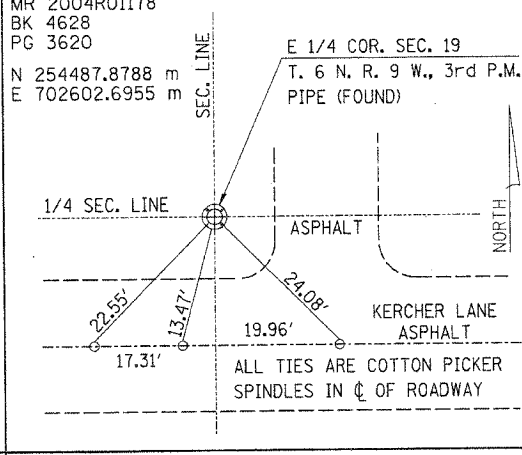 MR 2004R01178
BK 4628
PG 3620
N 254487.8788 m
E 702602.6955 m
SEC. LINE
E 1/4 COR. SEC. 19
T. 6 N. R. 9 W., 3rd P.M.
PIPE (FOUND)
1/4 SEC. LINE
ASPHALT
NORTH
22.55'
13.47'
24.08'
17.31'
19.96'
KERCHER LANE
ASPHALT
ALL TIES ARE COTTON PICKER
SPINDLES IN ℄ OF ROADWAY